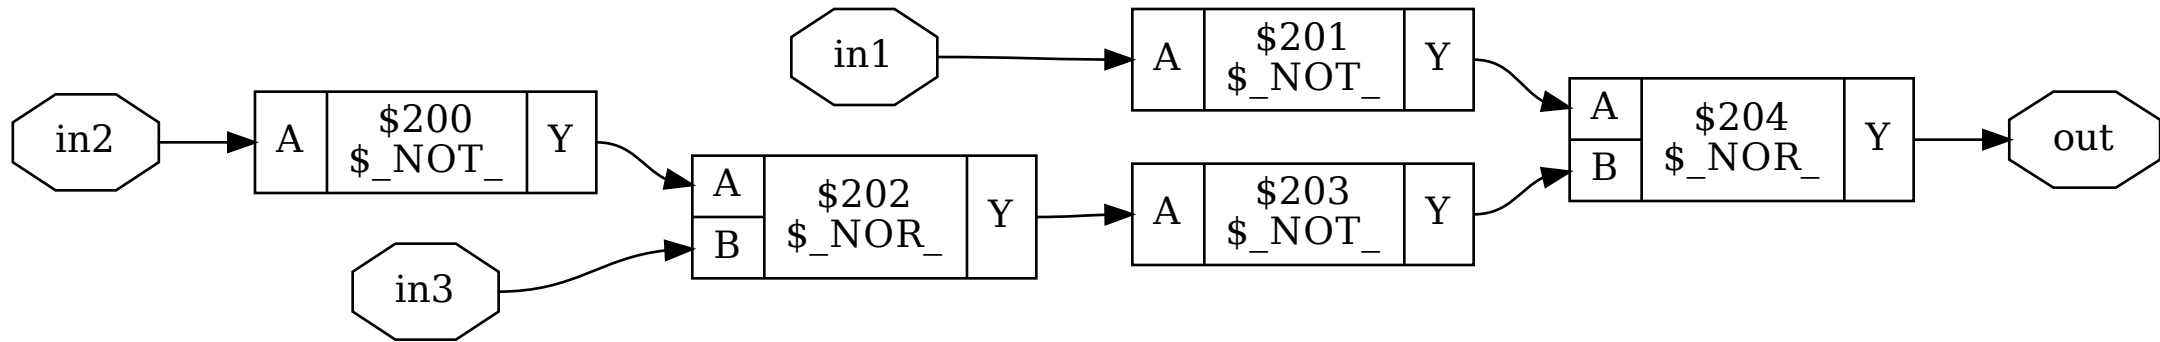 in1
A
$201
$_NOT_
Y
in2
A
$200
$_NOT_
Y
A
B
$202
$_NOR_
Y
in3
A
$203
$_NOT_
Y
A
B
$204
$_NOR_
Y
out